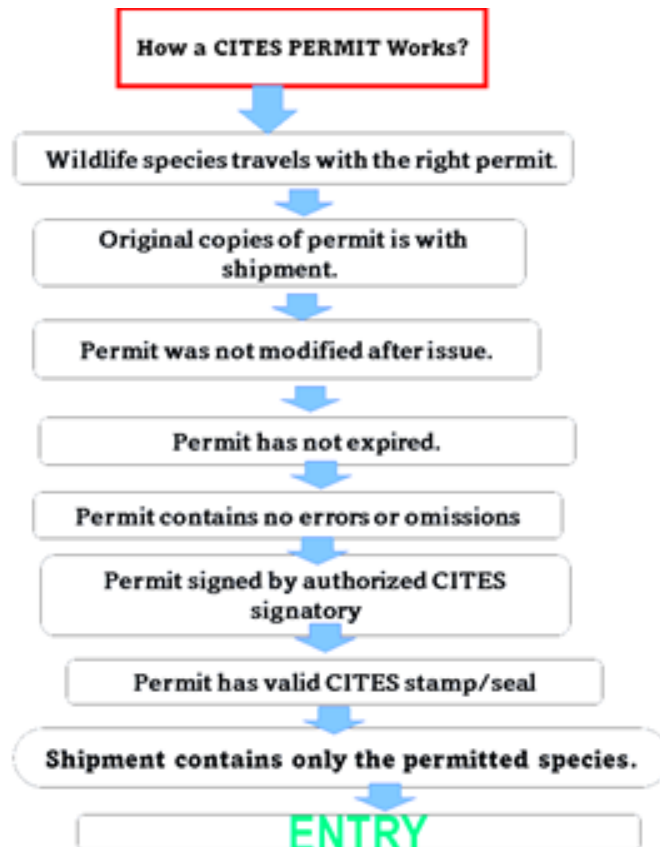 How a CITES PERMIT Works?
Wildlife species travels with the right permit.
Original copies of permit is with
shipment.
Permit was not modified after issue.
Permit has not expired.
Permit contains no errors or omissions
Permit signed by authorized CITES
signatory
Permit has valid CITES stamp/seal
Shipment contains only the permitted species.
ENTRY